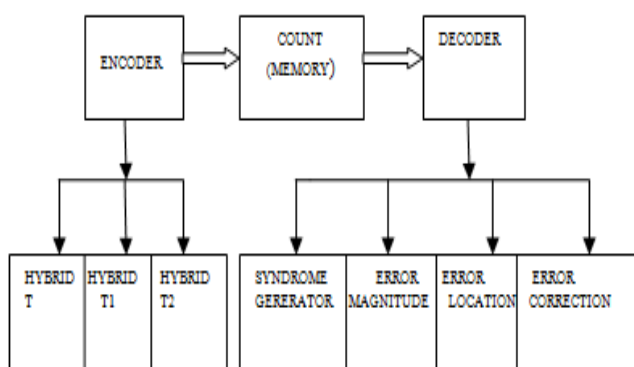 ENCODER
COUNT
(MEMORY)
DECODER
HYBRID
T
HYBRID
T1
HYBRID
T2
SYNDROME
GERERATOR
ERROR
MAGNITUDE
ERROR
LOCATION
ERROR
CORRECTION